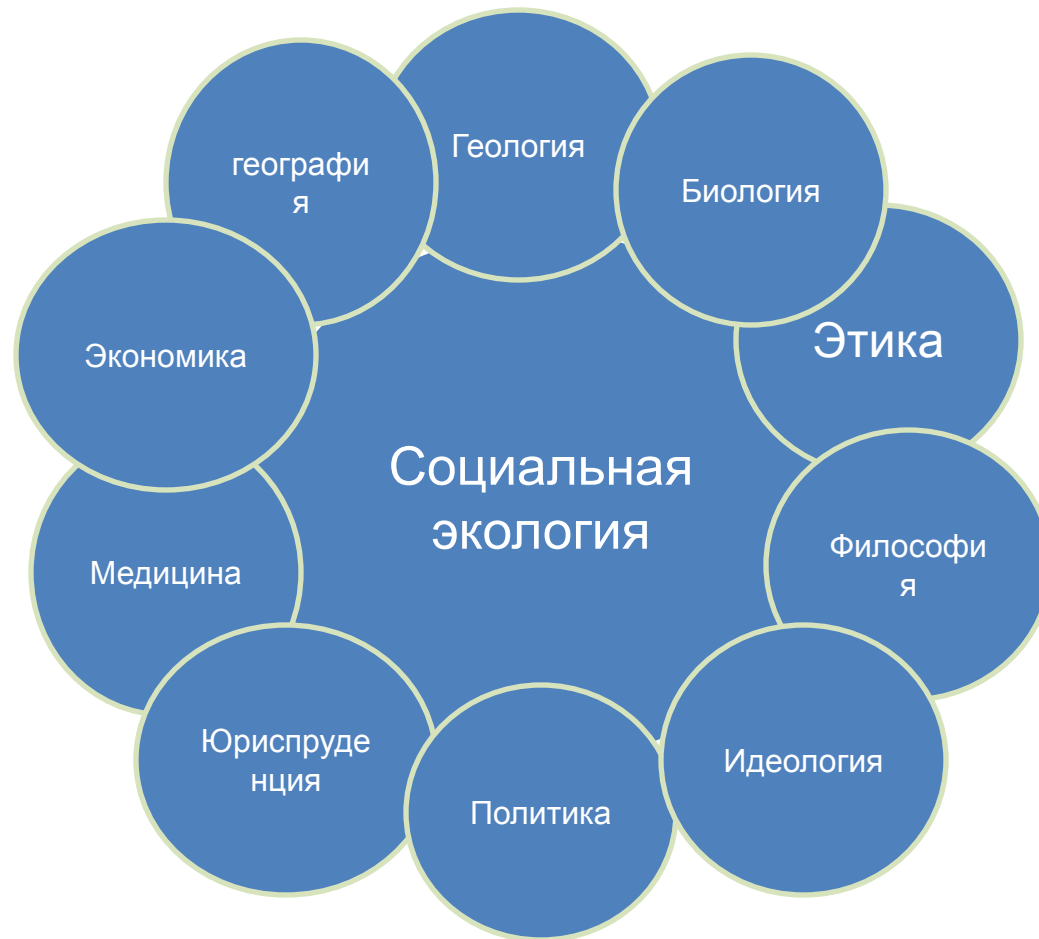 Геология
географи
я
Биология
Этика
Экономика
Социальная
экология
Философи
я
Медицина
Юриспруде
нция
Идеология
Политика